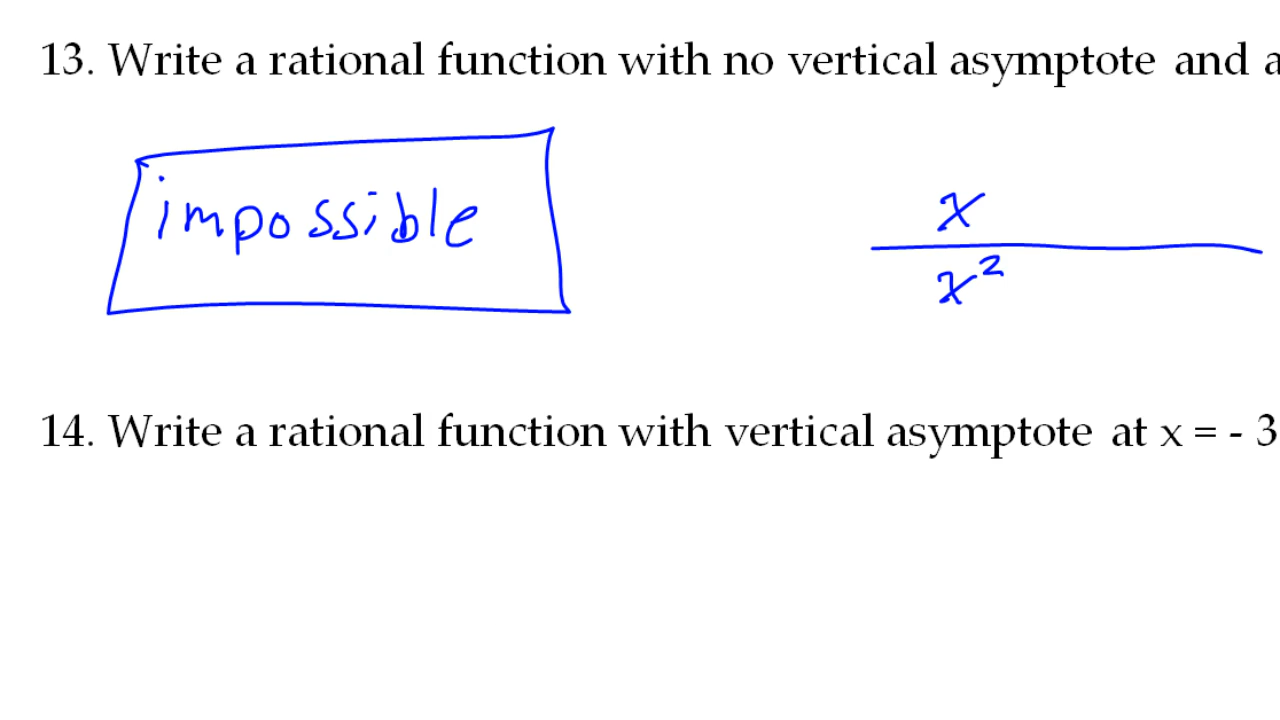 13. Write a rational function with no vertical asymptote and a
impossible
x
x²
14. Write a rational function with vertical asymptote at x = - 3